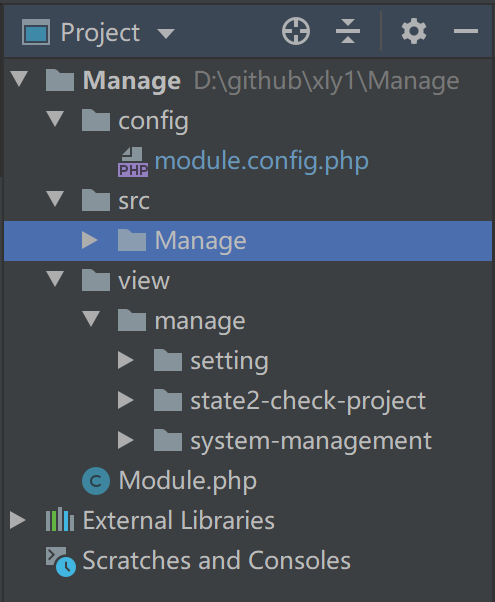 Project
Manage D:\github\xly1\Manage
config
PHP module.config.php
src
Manage
view
manage
setting
state2-check-project
system-management
C Module.php
External Libraries
Scratches and Consoles